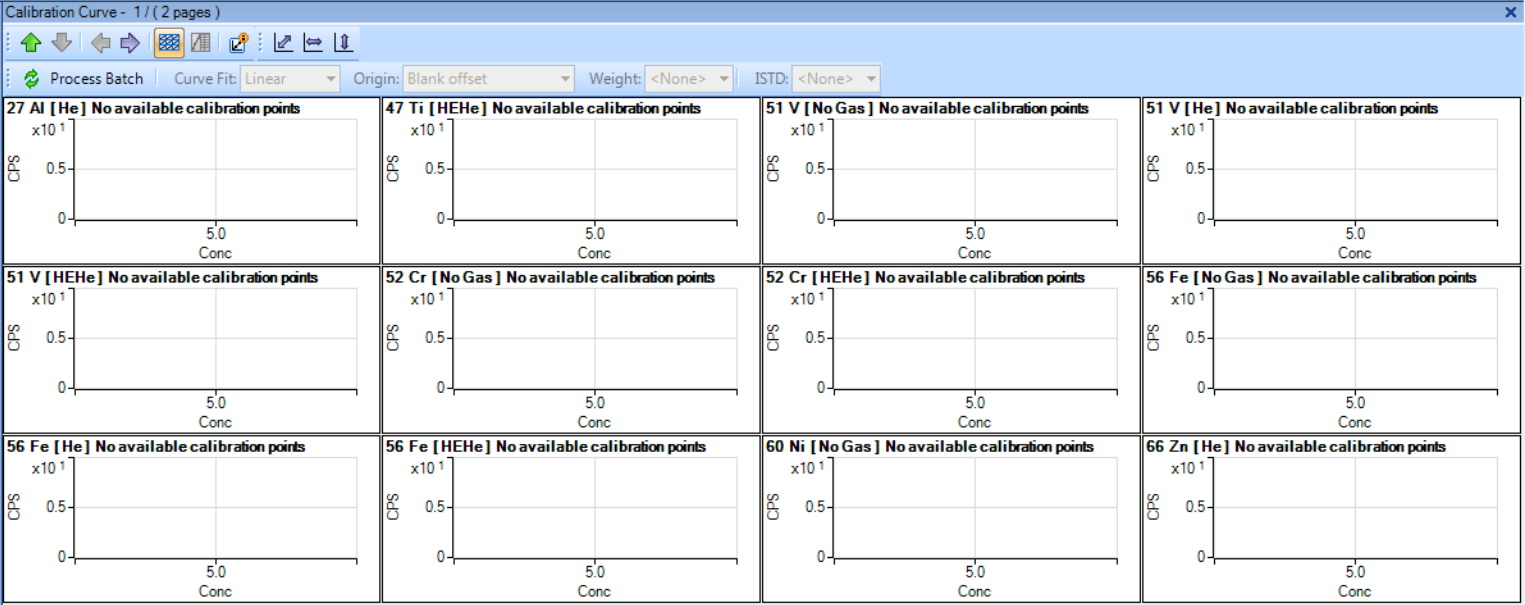 Calibration Curve - 1 / ( 2 pages )
Process Batch Curve Fit: Linear Origin: Blank offset Weight: <None> ISTD: <None>
27 Al [ He ] No available calibration points
x10 1
CPS
0.5
0
5.0
Conc
47 Ti [ HEHe ] No available calibration points
x10 1
CPS
0.5
0
5.0
Conc
51 V [ No Gas ] No available calibration points
x10 1
CPS
0.5
0
5.0
Conc
51 V [ He ] No available calibration points
x10 1
CPS
0.5
0
5.0
Conc
51 V [ HEHe ] No available calibration points
x10 1
CPS
0.5
0
5.0
Conc
52 Cr [ No Gas ] No available calibration points
x10 1
CPS
0.5
0
5.0
Conc
52 Cr [ HEHe ] No available calibration points
x10 1
CPS
0.5
0
5.0
Conc
56 Fe [ No Gas ] No available calibration points
x10 1
CPS
0.5
0
5.0
Conc
56 Fe [ He ] No available calibration points
x10 1
CPS
0.5
0
5.0
Conc
56 Fe [ HEHe ] No available calibration points
x10 1
CPS
0.5
0
5.0
Conc
60 Ni [ No Gas ] No available calibration points
x10 1
CPS
0.5
0
5.0
Conc
66 Zn [ He ] No available calibration points
x10 1
CPS
0.5
0
5.0
Conc